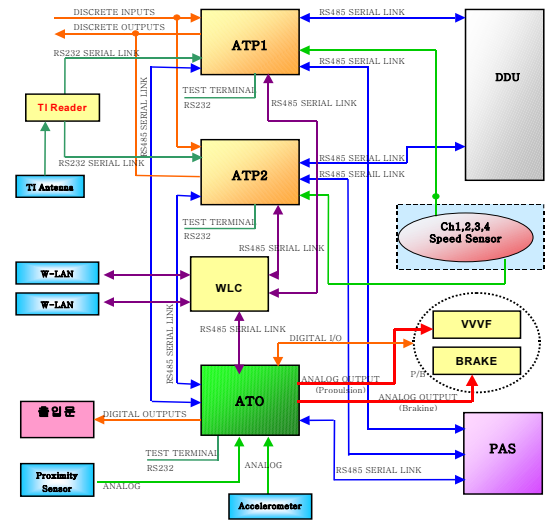 DISCRETE INPUTS
DISCRETE OUTPUTS
RS232 SERIAL LINK
TI Reader
RS232 SERIAL LINK
TI Antenna
RS485 SERIAL LINK
ATP1
TEST TERMINAL
RS232
RS485 SERIAL LINK
RS485 SERIAL LINK
RS485 SERIAL LINK
DDU
ATP2
RS485 SERIAL LINK
RS485 SERIAL LINK
TEST TERMINAL
RS232
RS485 SERIAL LINK
Ch1,2,3,4
Speed Sensor
W-LAN
W-LAN
WLC
RS485 SERIAL LINK
RS485 SERIAL LINK
DIGITAL I/O
VVVF
BRAKE
P/B
ANALOG OUTPUT
(Propulsion)
ANALOG OUTPUT
(Braking)
ATO
출입문
DIGITAL OUTPUTS
TEST TERMINAL
RS232
RS485 SERIAL LINK
PAS
Proximity
Sensor
ANALOG
ANALOG
Accelerometer